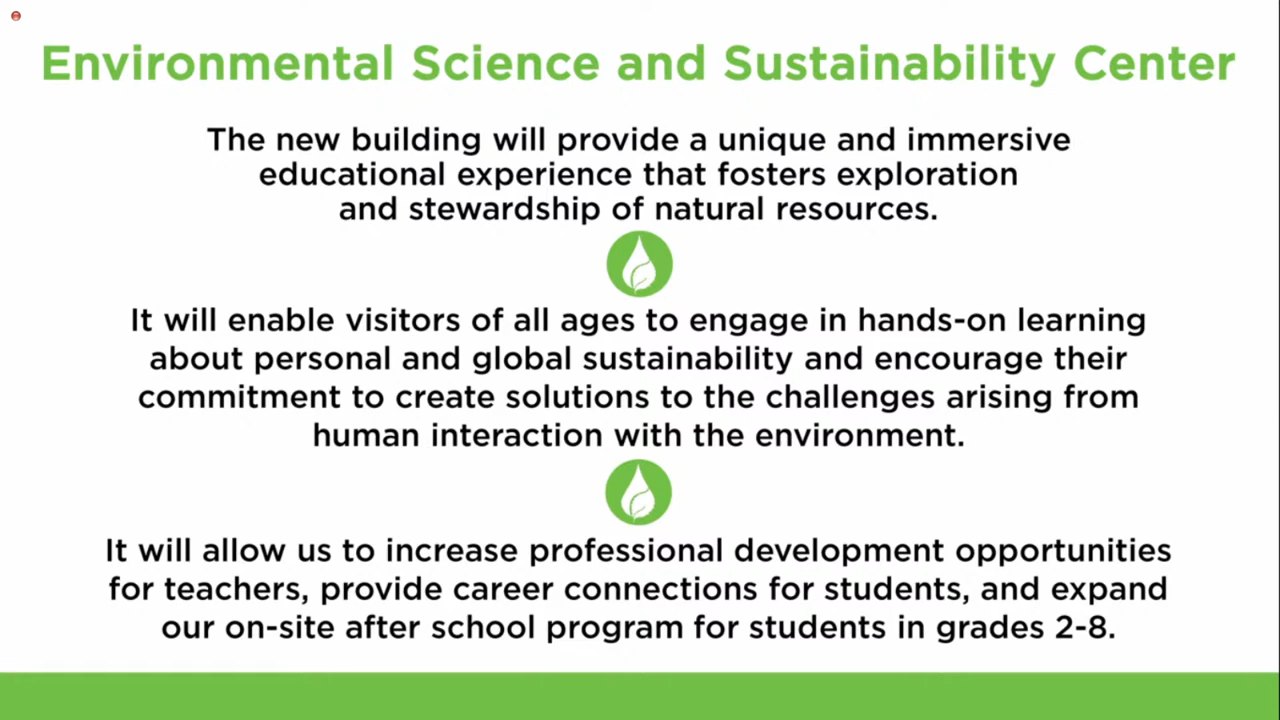 Environmental Science and Sustainability Center
The new building will provide a unique and immersive
educational experience that fosters exploration
and stewardship of natural resources.
It will enable visitors of all ages to engage in hands-on learning
about personal and global sustainability and encourage their
commitment to create solutions to the challenges arising from
human interaction with the environment.
It will allow us to increase professional development opportunities
for teachers, provide career connections for students, and expand
our on-site after school program for students in grades 2-8.